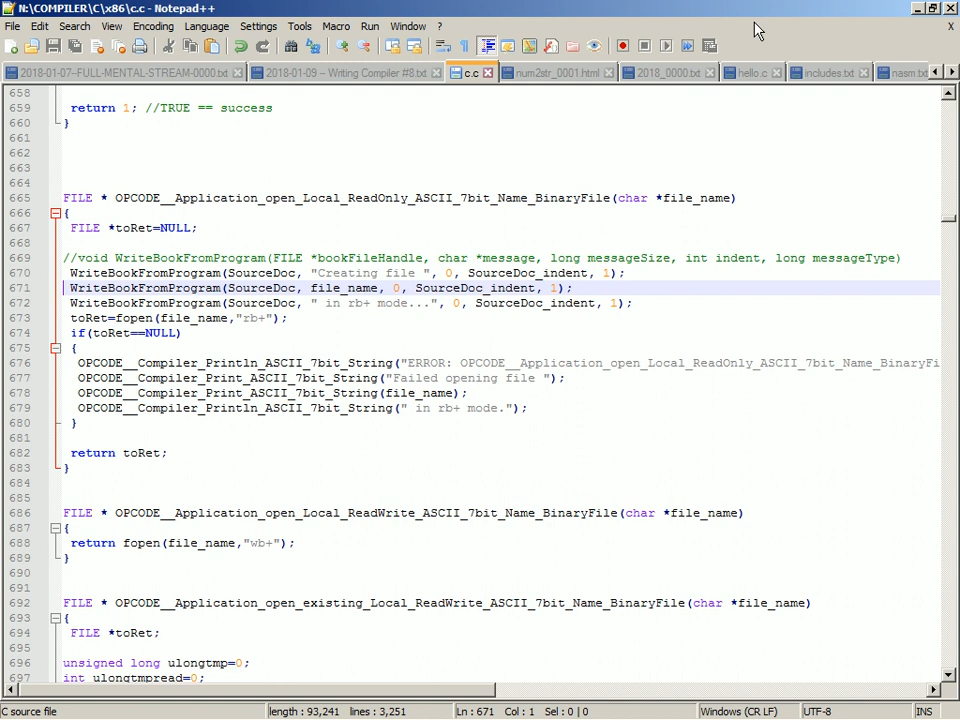 N:\COMPILER\C\x86\c.c - Notepad++
File Edit Search View Encoding Language Settings Tools Macro Run Window ? X
2018-01-07-FULL-MENTAL-STREAM-0000.txt 2018-01-09 – Writing Compiler #8.txt c.c num2str_0001.html 2018_0000.txt hello.c includes.txt nasm.txt
658
659 return 1; //TRUE == success
660 }
661
662
663
664
665 FILE * OPCODE__Application_open_Local_ReadOnly_ASCII_7bit_Name_BinaryFile(char *file_name)
666 {
667 FILE *toRet=NULL;
668
669 //void WriteBookFromProgram(FILE *bookFileHandle, char *message, long messageSize, int indent, long messageType)
670 WriteBookFromProgram(SourceDoc, "Creating file ", 0, SourceDoc_indent, 1);
671 WriteBookFromProgram(SourceDoc, file_name, 0, SourceDoc_indent, 1);
672 WriteBookFromProgram(SourceDoc, " in rb+ mode...", 0, SourceDoc_indent, 1);
673 toRet=fopen(file_name,"rb+");
674 if(toRet==NULL)
675 {
676 OPCODE__Compiler_Println_ASCII_7bit_String("ERROR: OPCODE__Application_open_Local_ReadOnly_ASCII_7bit_Name_BinaryFi
677 OPCODE__Compiler_Print_ASCII_7bit_String("Failed opening file ");
678 OPCODE__Compiler_Print_ASCII_7bit_String(file_name);
679 OPCODE__Compiler_Println_ASCII_7bit_String(" in rb+ mode.");
680 }
681
682 return toRet;
683 }
684
685
686 FILE * OPCODE__Application_open_Local_ReadWrite_ASCII_7bit_Name_BinaryFile(char *file_name)
687 {
688 return fopen(file_name,"wb+");
689 }
690
691
692 FILE * OPCODE__Application_open_existing_Local_ReadWrite_ASCII_7bit_Name_BinaryFile(char *file_name)
693 {
694 FILE *toRet;
695
696 unsigned long ulongtmp=0;
697 int ulongtmpread=0;
C source file length : 93,241 lines : 3,251 Ln : 671 Col : 1 Sel : 0 | 0 Windows (CR LF) UTF-8 INS